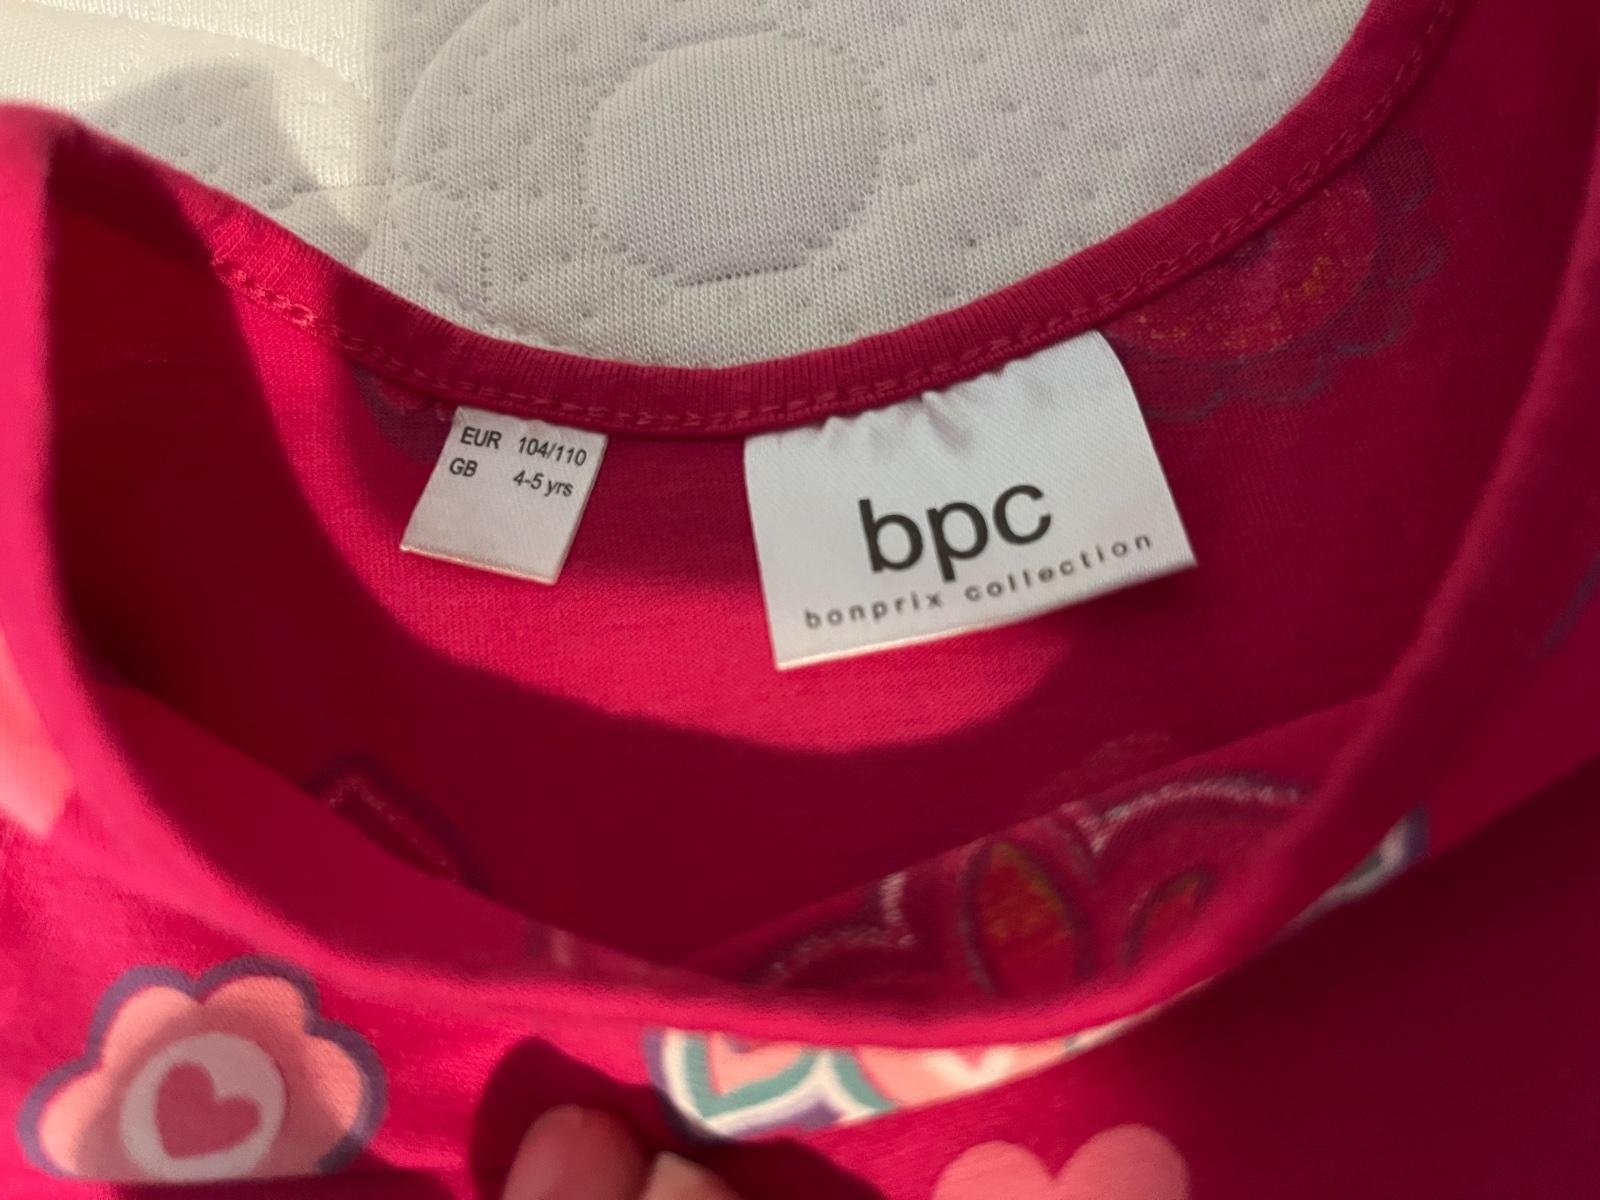 EUR 104/110
GB 4-5 yrs
bpc
bonprix collection